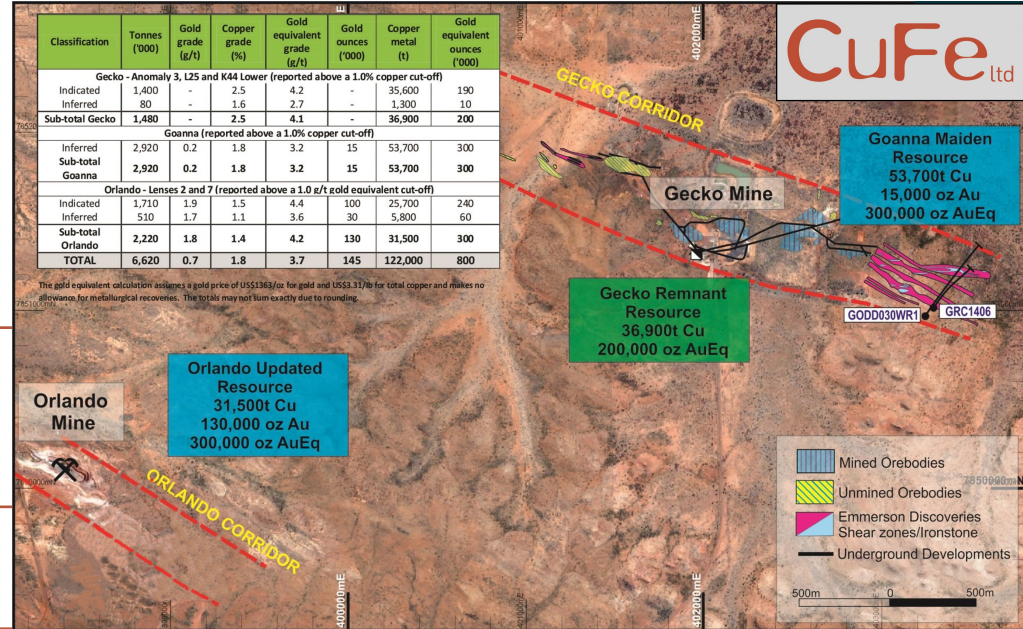 Classification Tonnes ('000) Gold grade (g/t) Copper grade (%) Gold equivalent grade (g/t) Gold ounces ('000) Copper metal (t) Gold equivalent ounces ('000)
Gecko - Anomaly 3, L25 and K44 Lower (reported above a 1.0% copper cut-off)
Indicated 1,400 - 2.5 4.2 - 35,600 190
Inferred 80 - 1.6 2.7 - 1,300 10
Sub-total Gecko 1,480 - 2.5 4.1 - 36,900 200
Goanna (reported above a 1.0% copper cut-off)
Inferred 2,920 0.2 1.8 3.2 15 53,700 300
Sub-total Goanna 2,920 0.2 1.8 3.2 15 53,700 300
Orlando - Lenses 2 and 7 (reported above a 1.0 g/t gold equivalent cut-off)
Indicated 1,710 1.9 1.5 4.4 100 25,700 240
Inferred 510 1.7 1.1 3.6 30 5,800 60
Sub-total Orlando 2,220 1.8 1.4 4.2 130 31,500 300
TOTAL 6,620 0.7 1.8 3.7 145 122,000 800
The gold equivalent calculation assumes a gold price of US$1363/oz for gold and US$3.31/lb for total copper and makes no
allowance for metallurgical recoveries. The totals may not sum exactly due to rounding.
CuFe ltd
402000mE
GECKO CORRIDOR
Goanna Maiden
Resource
53,700t Cu
15,000 oz Au
300,000 oz AuEq
Gecko Mine
GODD030WR1
GRC1406
Gecko Remnant
Resource
36,900t Cu
200,000 oz AuEq
7851000mN
Orlando Updated
Resource
31,500t Cu
130,000 oz Au
300,000 oz AuEq
Orlando
Mine
ORLANDO CORRIDOR
Mined Orebodies
Unmined Orebodies
Emmerson Discoveries
Shear zones/Ironstone
Underground Developments
500m 0 500m
7850000mN
400000mE
402000mE